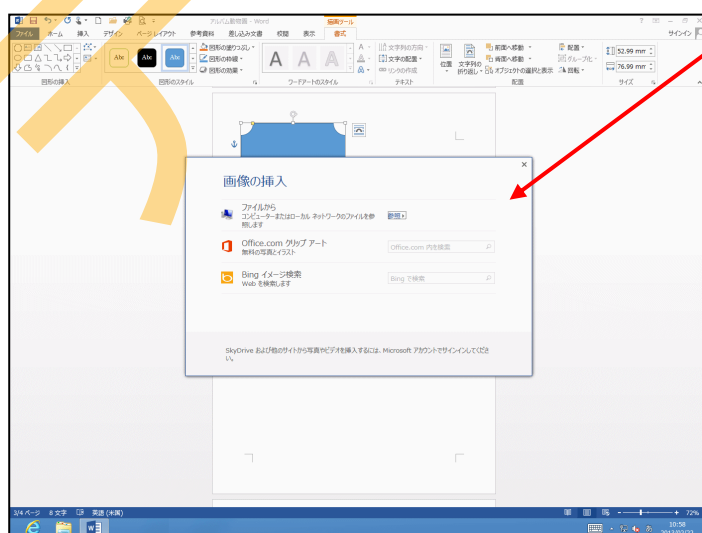 アルバム動物園 - Word
描画ツール
ファイル ホーム 挿入 デザイン ページ レイアウト 参考資料 差し込み文書 校閲 表示 書式
サインイン
Abc Abc Abc
図形の塗りつぶし
図形の枠線
図形の効果
A A A
文字列の方向
文字の配置
リンクの作成
位置
文字列の
折り返し
前面へ移動
背面へ移動
オブジェクトの選択と表示
配置
グループ化
回転
52.99 mm
76.99 mm
図形の挿入 図形のスタイル ワードアートのスタイル テキスト 配置 サイズ
画像の挿入
ファイルから
コンピューターまたはローカル ネットワークのファイルを参
照します
参照
Office.com クリップ アート
無料の写真とイラスト
Office.com 内を検索
Bing イメージ検索
Web を検索します
Bing で検索
SkyDrive および他のサイトから写真やビデオを挿入するには、Microsoft アカウントでサインインしてくださ
い。
3/4 ページ 8 文字 英語 (米国)
72%
10:58